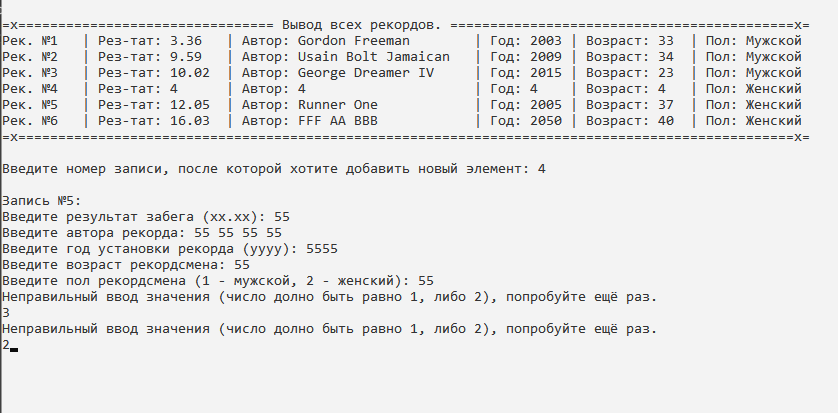 =x================================ Вывод всех рекордов. ===========================================x=
Рек. №1   | Рез-тат: 3.36    | Автор: Gordon Freeman        | Год: 2003 | Возраст: 33  | Пол: Мужской
Рек. №2   | Рез-тат: 9.59    | Автор: Usain Bolt Jamaican   | Год: 2009 | Возраст: 34  | Пол: Мужской
Рек. №3   | Рез-тат: 10.02   | Автор: George Dreamer IV     | Год: 2015 | Возраст: 23  | Пол: Мужской
Рек. №4   | Рез-тат: 4       | Автор: 4                     | Год: 4    | Возраст: 4   | Пол: Женский
Рек. №5   | Рез-тат: 12.05   | Автор: Runner One            | Год: 2005 | Возраст: 37  | Пол: Женский
Рек. №6   | Рез-тат: 16.03   | Автор: FFF AA BBB            | Год: 2050 | Возраст: 40  | Пол: Женский
=x=================================================================================================x=
Введите номер записи, после которой хотите добавить новый элемент: 4
Запись №5:
Введите результат забега (xx.xx): 55
Введите автора рекорда: 55 55 55 55
Введите год установки рекорда (yyyy): 5555
Введите возраст рекордсмена: 55
Введите пол рекордсмена (1 - мужской, 2 - женский): 55
Неправильный ввод значения (число долно быть равно 1, либо 2), попробуйте ещё раз.
3
Неправильный ввод значения (число долно быть равно 1, либо 2), попробуйте ещё раз.
2